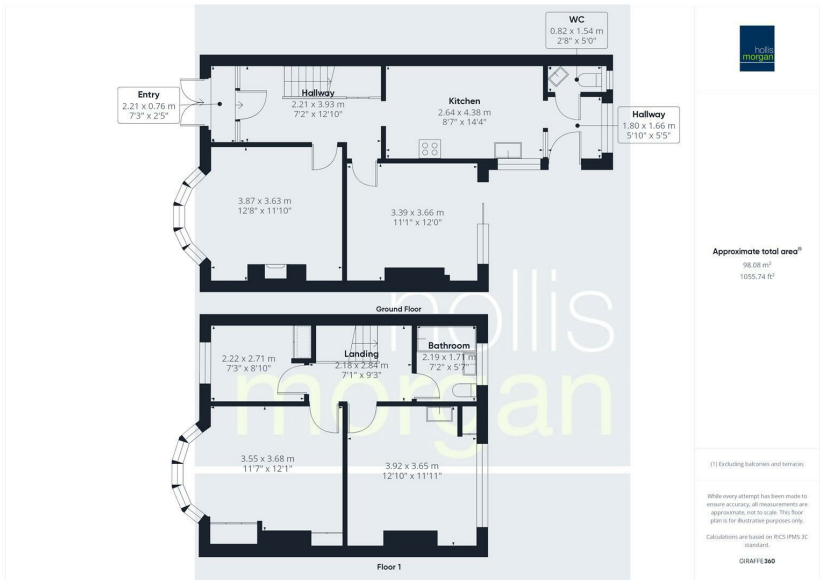 WC
0.82 x 1.54 m
2'8" x 5'0"
hollis
morgan
Entry
2.21 x 0.76 m
7'3" x 2'5"
Hallway
2.21 x 3.93 m
7'2" x 12'10"
Kitchen
2.64 x 4.38 m
8'7" x 14'4"
Hallway
1.80 x 1.66 m
5'10" x 5'5"
3.87 x 3.63 m
12'8" x 11'10"
3.39 x 3.66 m
11'1" x 12'0"
Approximate total area(1)
98.08 m²
1055.74 ft²
Ground Floor
hollis
morgan
2.22 x 2.71 m
7'3" x 8'10"
Landing
2.18 x 2.84 m
7'1" x 9'3"
Bathroom
2.19 x 1.71 m
7'2" x 5'7"
3.55 x 3.68 m
11'7" x 12'1"
3.92 x 3.65 m
12'10" x 11'11"
Floor 1
(1) Excluding balconies and terraces
While every attempt has been made to
ensure accuracy, all measurements are
approximate, not to scale. This floor
plan is for illustrative purposes only.
Calculations are based on RICS IPMS 3C
standard.
GIRAFFE360